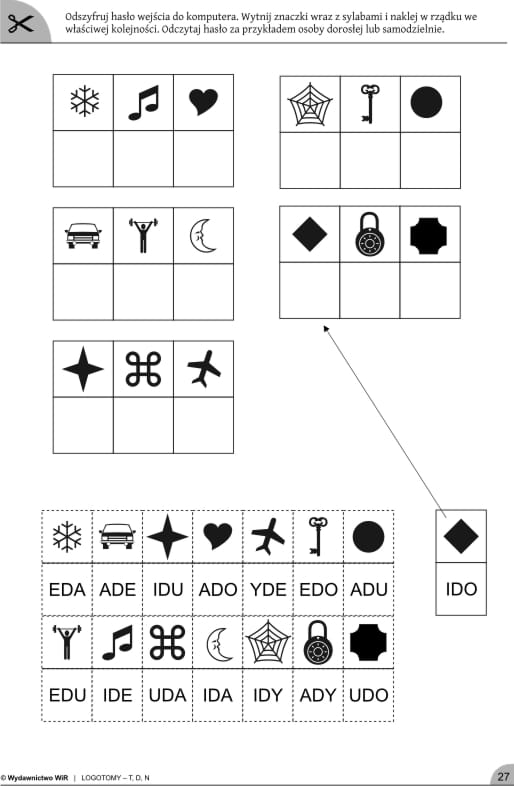 Odszyfruj hasło wejścia do komputera. Wytnij znaczki wraz z sylabami i naklej w rządku we
właściwej kolejności. Odczytaj hasło za przykładem osoby dorosłej lub samodzielnie.
EDA ADE IDU ADO YDE EDO ADU
IDO
EDU IDE UDA IDA IDY ADY UDO
© Wydawnictwo WiR | LOGOTOMY – T, D, N
27